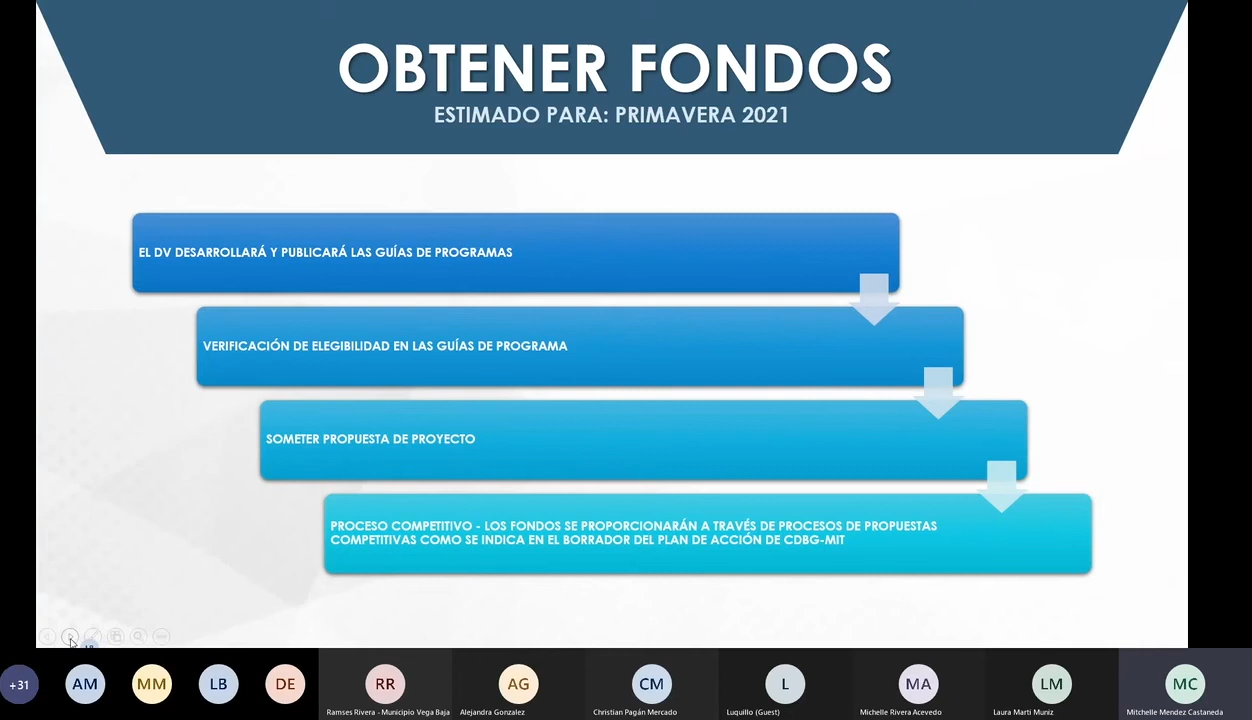 OBTENER FONDOS
ESTIMADO PARA: PRIMAVERA 2021
EL DV DESARROLLARÁ Y PUBLICARÁ LAS GUÍAS DE PROGRAMAS
VERIFICACIÓN DE ELEGIBILIDAD EN LAS GUÍAS DE PROGRAMA
SOMETER PROPUESTA DE PROYECTO
PROCESO COMPETITIVO - LOS FONDOS SE PROPORCIONARÁN A TRAVÉS DE PROCESOS DE PROPUESTAS
COMPETITIVAS COMO SE INDICA EN EL BORRADOR DEL PLAN DE ACCIÓN DE CDBG-MIT
+31
AM
MM
LB
DE
RR
AG
CM
L
MA
LM
MC
Ramses Rivera - Municipio Vega Baja
Alejandra Gonzalez
Christian Pagán Mercado
Luquillo (Guest)
Michelle Rivera Acevedo
Laura Marti Muniz
Mitchelle Mendez Castaneda